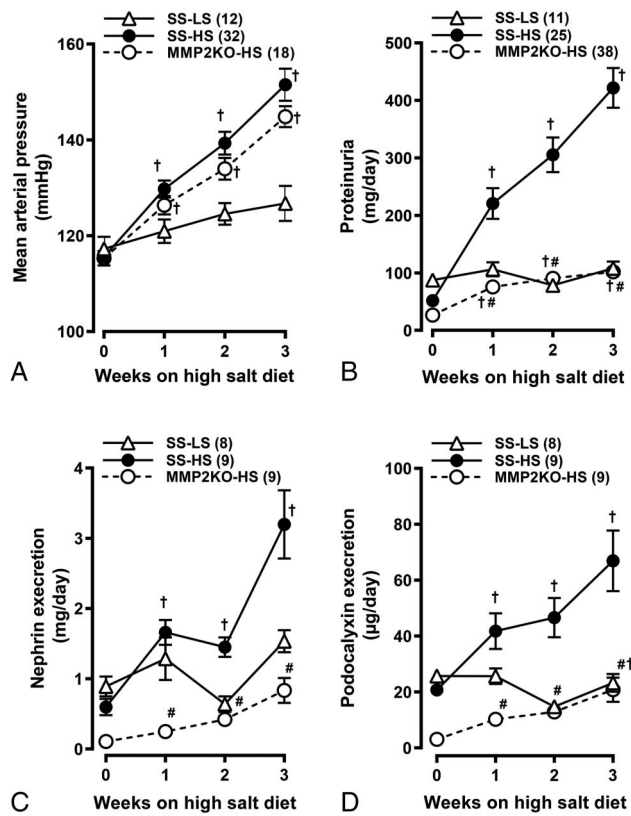 SS-LS (12)
SS-HS (32)
MMP2KO-HS (18)
160
140
120
100
Mean arterial pressure
(mmHg)
†
†
†
†
†
†
0 1 2 3
Weeks on high salt diet
A
SS-LS (11)
SS-HS (25)
MMP2KO-HS (38)
500
400
300
200
100
0
Proteinuria
(mg/day)
†
†
†
†#
†#
†#
0 1 2 3
Weeks on high salt diet
B
SS-LS (8)
SS-HS (9)
MMP2KO-HS (9)
4
3
2
1
0
Nephrin execretion
(mg/day)
†
†
†
#
#
#
0 1 2 3
Weeks on high salt diet
C
SS-LS (8)
SS-HS (9)
MMP2KO-HS (9)
100
80
60
40
20
0
Podocalyxin execretion
(µg/day)
†
†
†
#
#
#†
0 1 2 3
Weeks on high salt diet
D